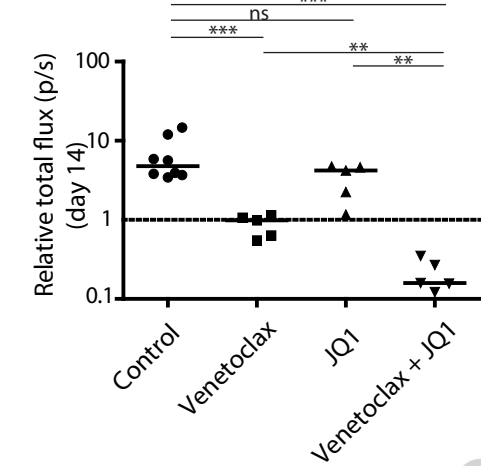 ***
ns
***
**
**
Relative total flux (p/s)
(day 14)
100
10
1
0.1
Control
Venetoclax
JQ1
Venetoclax + JQ1